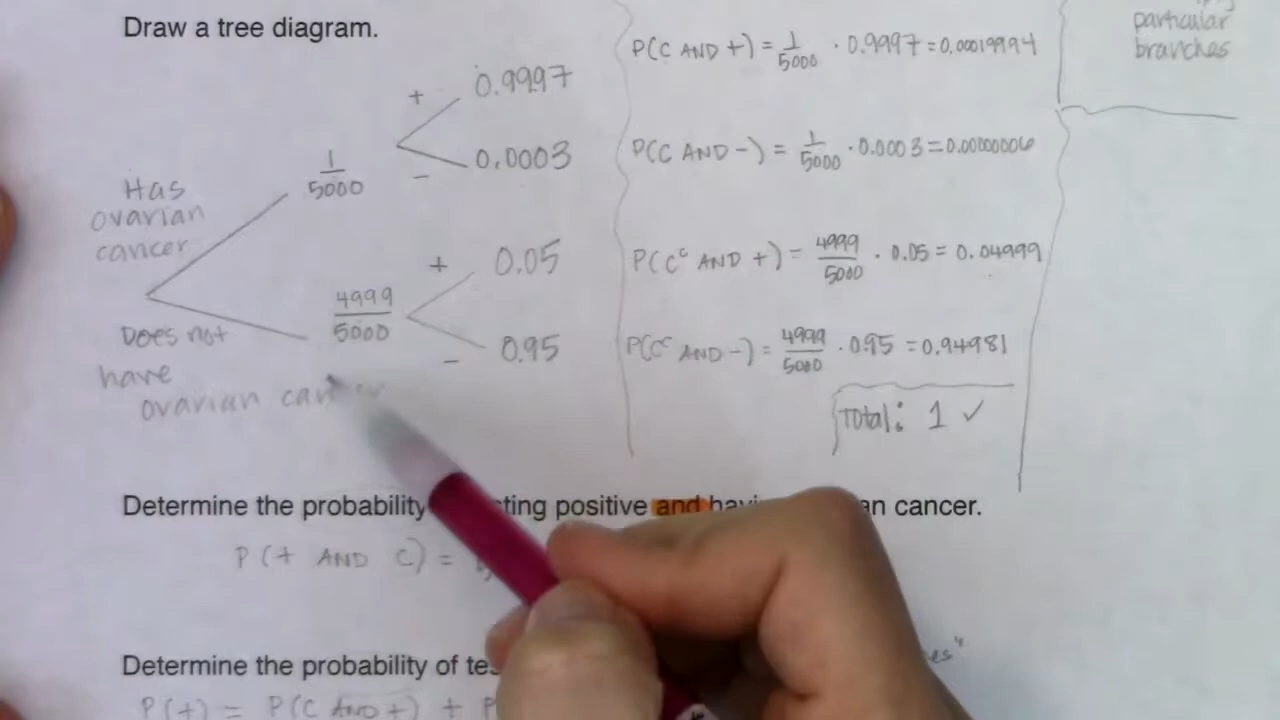 Draw a tree diagram.
particular
branches
Has
ovarian
cancer
Does not
have
ovarian
1/5000
+ 0.9997
- 0.0003
4999/5000
+ 0.05
- 0.95
P(C AND +) = 1/5000 · 0.9997 = 0.00019994
P(C AND -) = 1/5000 · 0.0003 = 0.00000006
P(Cᶜ AND +) = 4999/5000 · 0.05 = 0.04999
P(Cᶜ AND -) = 4999/5000 · 0.95 = 0.94981
Total: 1 ✓
Determine the probability positive and cancer.
P(+ AND C) =
Determine the probability of
P(+) = P(C AND +) +